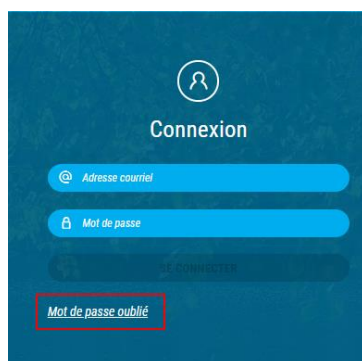 Connexion
@ Adresse courriel
Mot de passe
SE CONNECTER
Mot de passe oublié